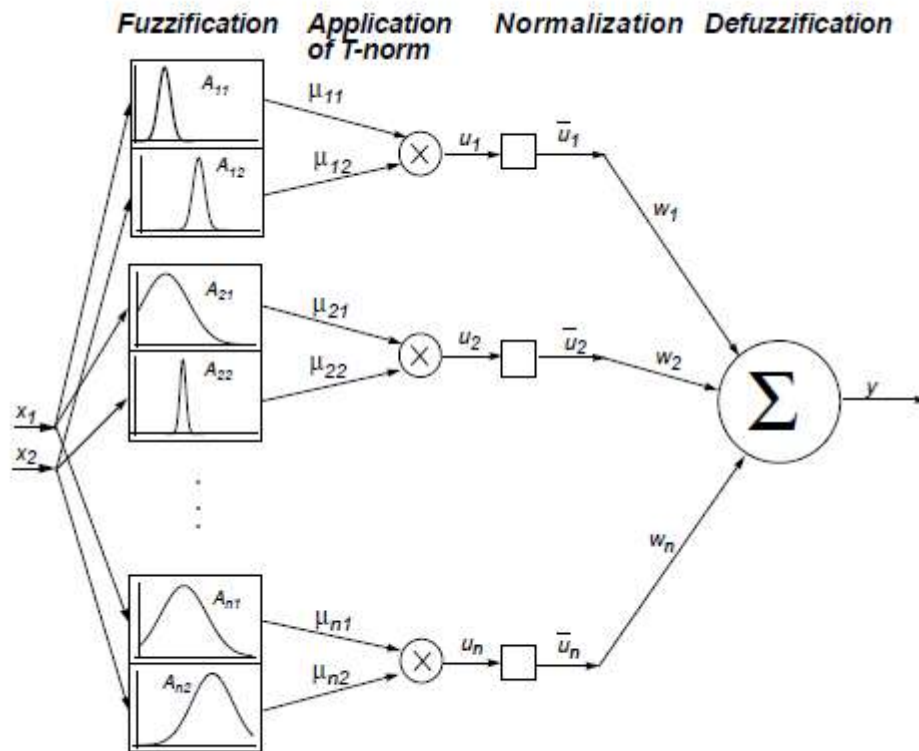 Fuzzification Application of T-norm Normalization Defuzzification
A11
μ11
A12
μ12
u1
ū1
w1
A21
μ21
A22
μ22
u2
ū2
w2
x1
x2
Σ
y
wn
An1
μn1
An2
μn2
un
ūn